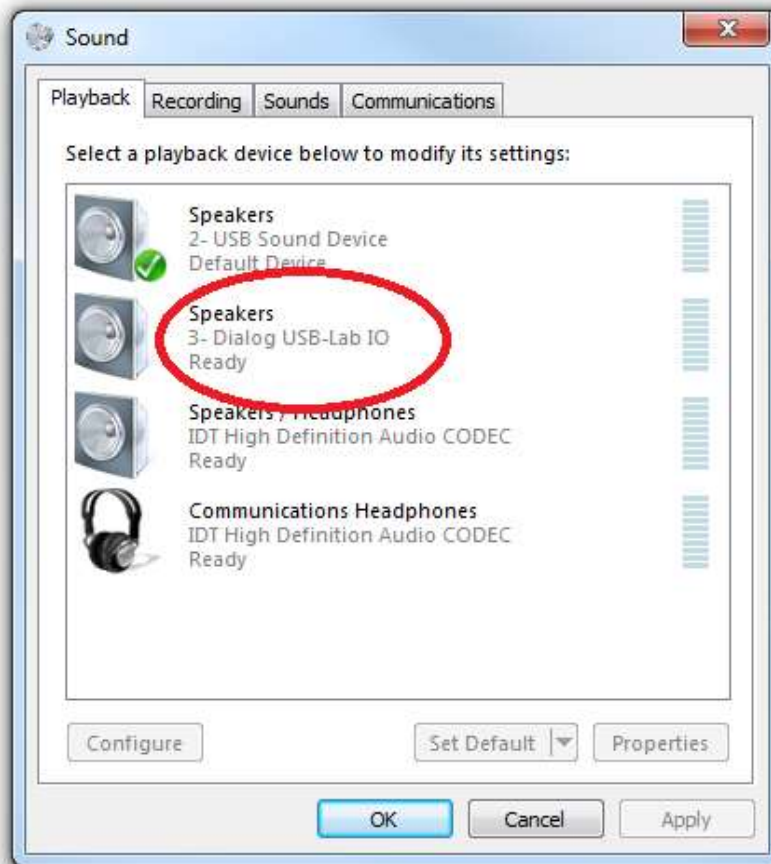 Sound
Playback Recording Sounds Communications
Select a playback device below to modify its settings:
Speakers
2- USB Sound Device
Default Device
Speakers
3- Dialog USB-Lab IO
Ready
Speakers / Headphones
IDT High Definition Audio CODEC
Ready
Communications Headphones
IDT High Definition Audio CODEC
Ready
Configure Set Default Properties
OK Cancel Apply